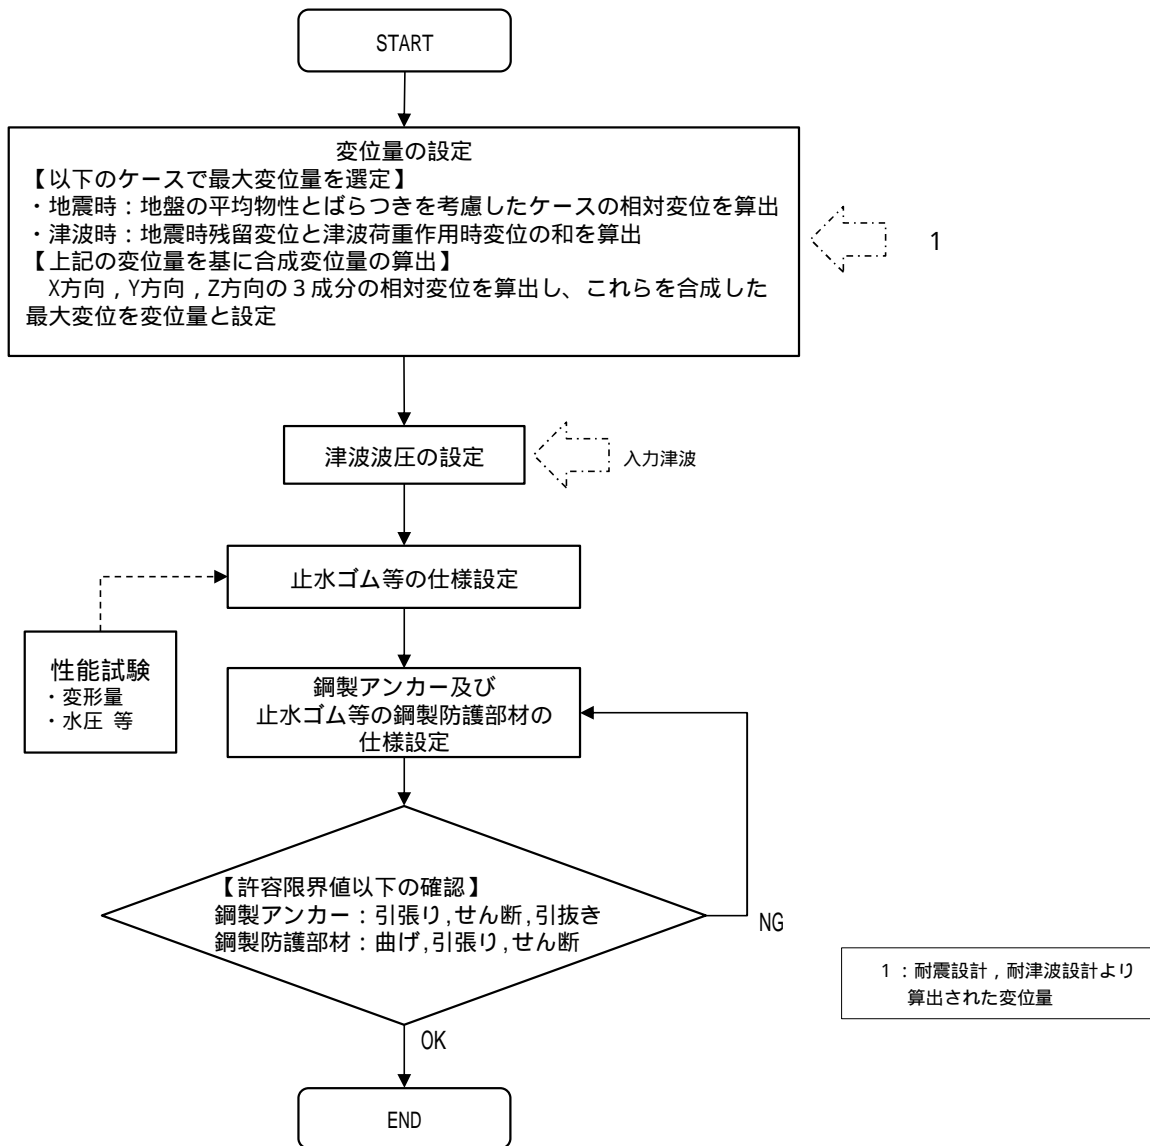 START
変位量の設定
【以下のケースで最大変位量を選定】
・地震時：地盤の平均物性とばらつきを考慮したケースの相対変位を算出
・津波時：地震時残留変位と津波荷重作用時変位の和を算出
【上記の変位量を基に合成変位量の算出】
X方向，Y方向，Z方向の３成分の相対変位を算出し、これらを合成した
最大変位を変位量と設定
1
津波波圧の設定
入力津波
止水ゴム等の仕様設定
性能試験
・変形量
・水圧 等
鋼製アンカー及び
止水ゴム等の鋼製防護部材の
仕様設定
【許容限界値以下の確認】
鋼製アンカー：引張り,せん断,引抜き
鋼製防護部材：曲げ,引張り,せん断
NG
1：耐震設計，耐津波設計より
算出された変位量
OK
END